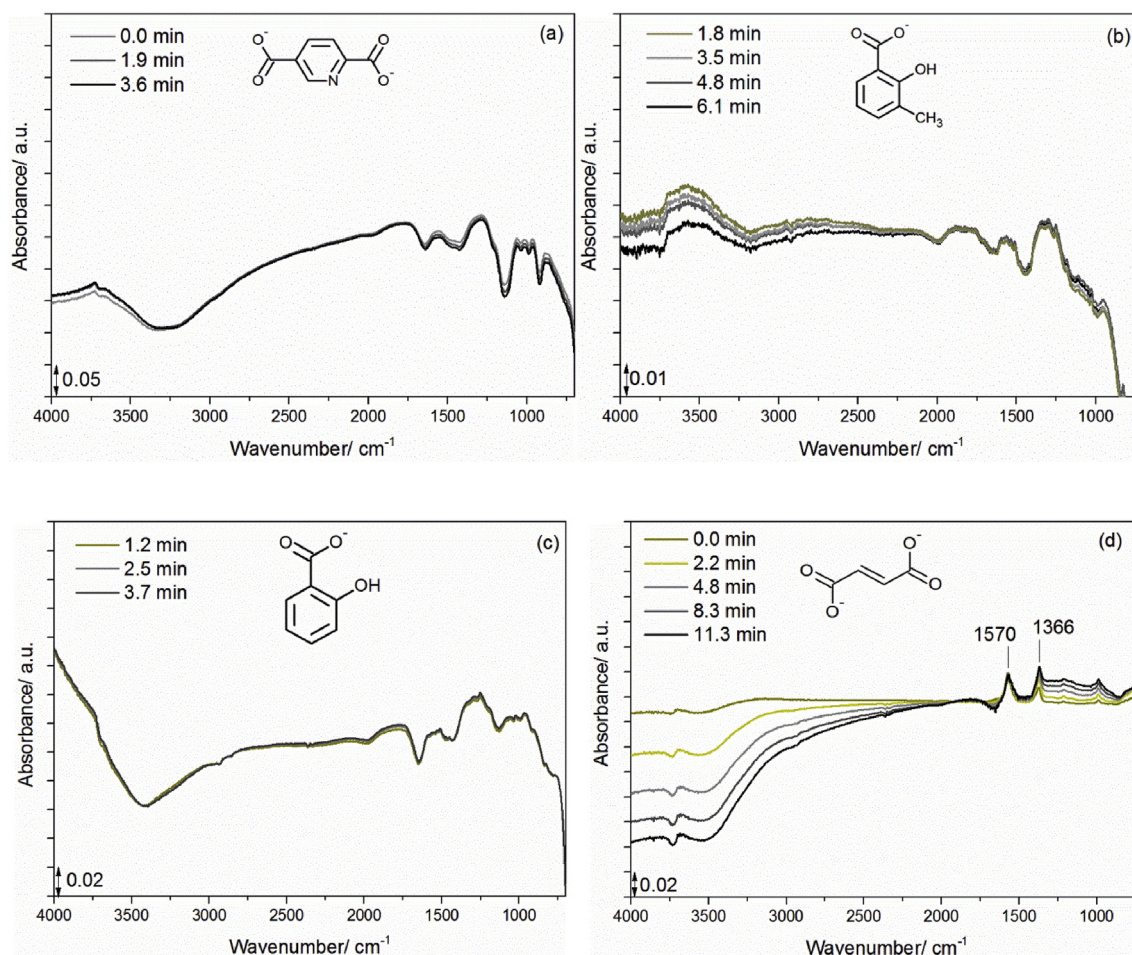 (a)
0.0 min
1.9 min
3.6 min
O⁻
O
N
O
O⁻
Absorbance/ a.u.
0.05
4000 3500 3000 2500 2000 1500 1000
Wavenumber/ cm⁻¹
(b)
1.8 min
3.5 min
4.8 min
6.1 min
O
O⁻
OH
CH₃
Absorbance/ a.u.
0.01
4000 3500 3000 2500 2000 1500 1000
Wavenumber/ cm⁻¹
(c)
1.2 min
2.5 min
3.7 min
O
O⁻
OH
Absorbance/ a.u.
0.02
4000 3500 3000 2500 2000 1500 1000
Wavenumber/ cm⁻¹
(d)
0.0 min
2.2 min
4.8 min
8.3 min
11.3 min
O⁻
O
O
O⁻
1570 1366
Absorbance/ a.u.
0.02
4000 3500 3000 2500 2000 1500 1000
Wavenumber/ cm⁻¹